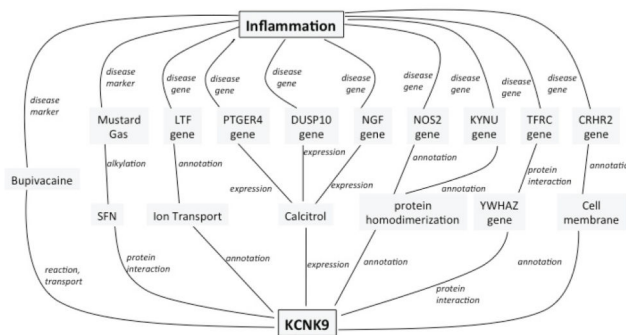 Inflammation
disease
marker
disease
gene
disease
gene
disease
gene
disease
gene
disease
gene
disease
gene
disease
gene
disease
gene
disease
marker
Mustard
Gas
LTF
gene
PTGER4
gene
DUSP10
gene
NGF
gene
NOS2
gene
KYNU
gene
TFRC
gene
CRHR2
gene
alkylation
annotation
expression
expression
expression
annotation
annotation
protein
interaction
annotation
Bupivacaine
SFN
Ion Transport
Calcitrol
protein
homodimerization
YWHAZ
gene
Cell
membrane
reaction,
transport
protein
interaction
annotation
expression
annotation
protein
interaction
annotation
KCNK9